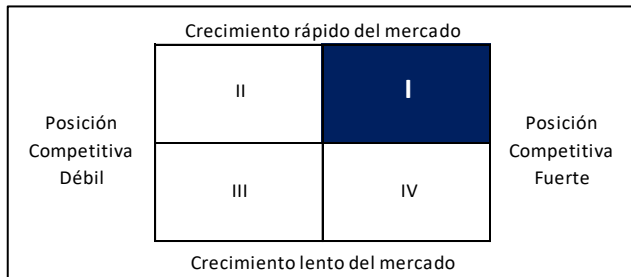 Crecimiento rápido del mercado
II
I
Posición
Competitiva
Débil
Posición
Competitiva
Fuerte
III
IV
Crecimiento lento del mercado